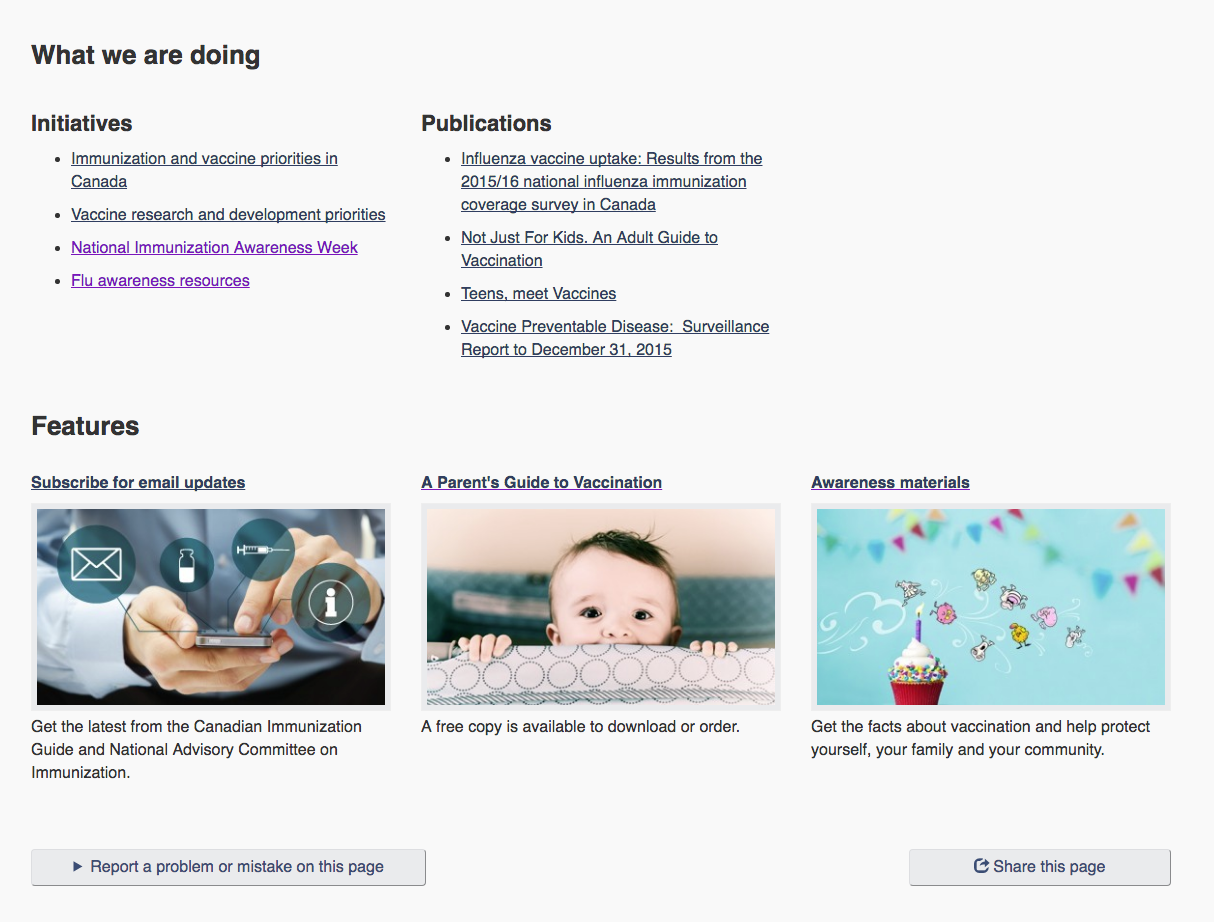 What we are doing
Initiatives
Immunization and vaccine priorities in
Canada
Vaccine research and development priorities
National Immunization Awareness Week
Flu awareness resources
Publications
Influenza vaccine uptake: Results from the
2015/16 national influenza immunization
coverage survey in Canada
Not Just For Kids. An Adult Guide to
Vaccination
Teens, meet Vaccines
Vaccine Preventable Disease:  Surveillance
Report to December 31, 2015
Features
Subscribe for email updates
Get the latest from the Canadian Immunization
Guide and National Advisory Committee on
Immunization.
A Parent's Guide to Vaccination
A free copy is available to download or order.
Awareness materials
Get the facts about vaccination and help protect
yourself, your family and your community.
Report a problem or mistake on this page
Share this page